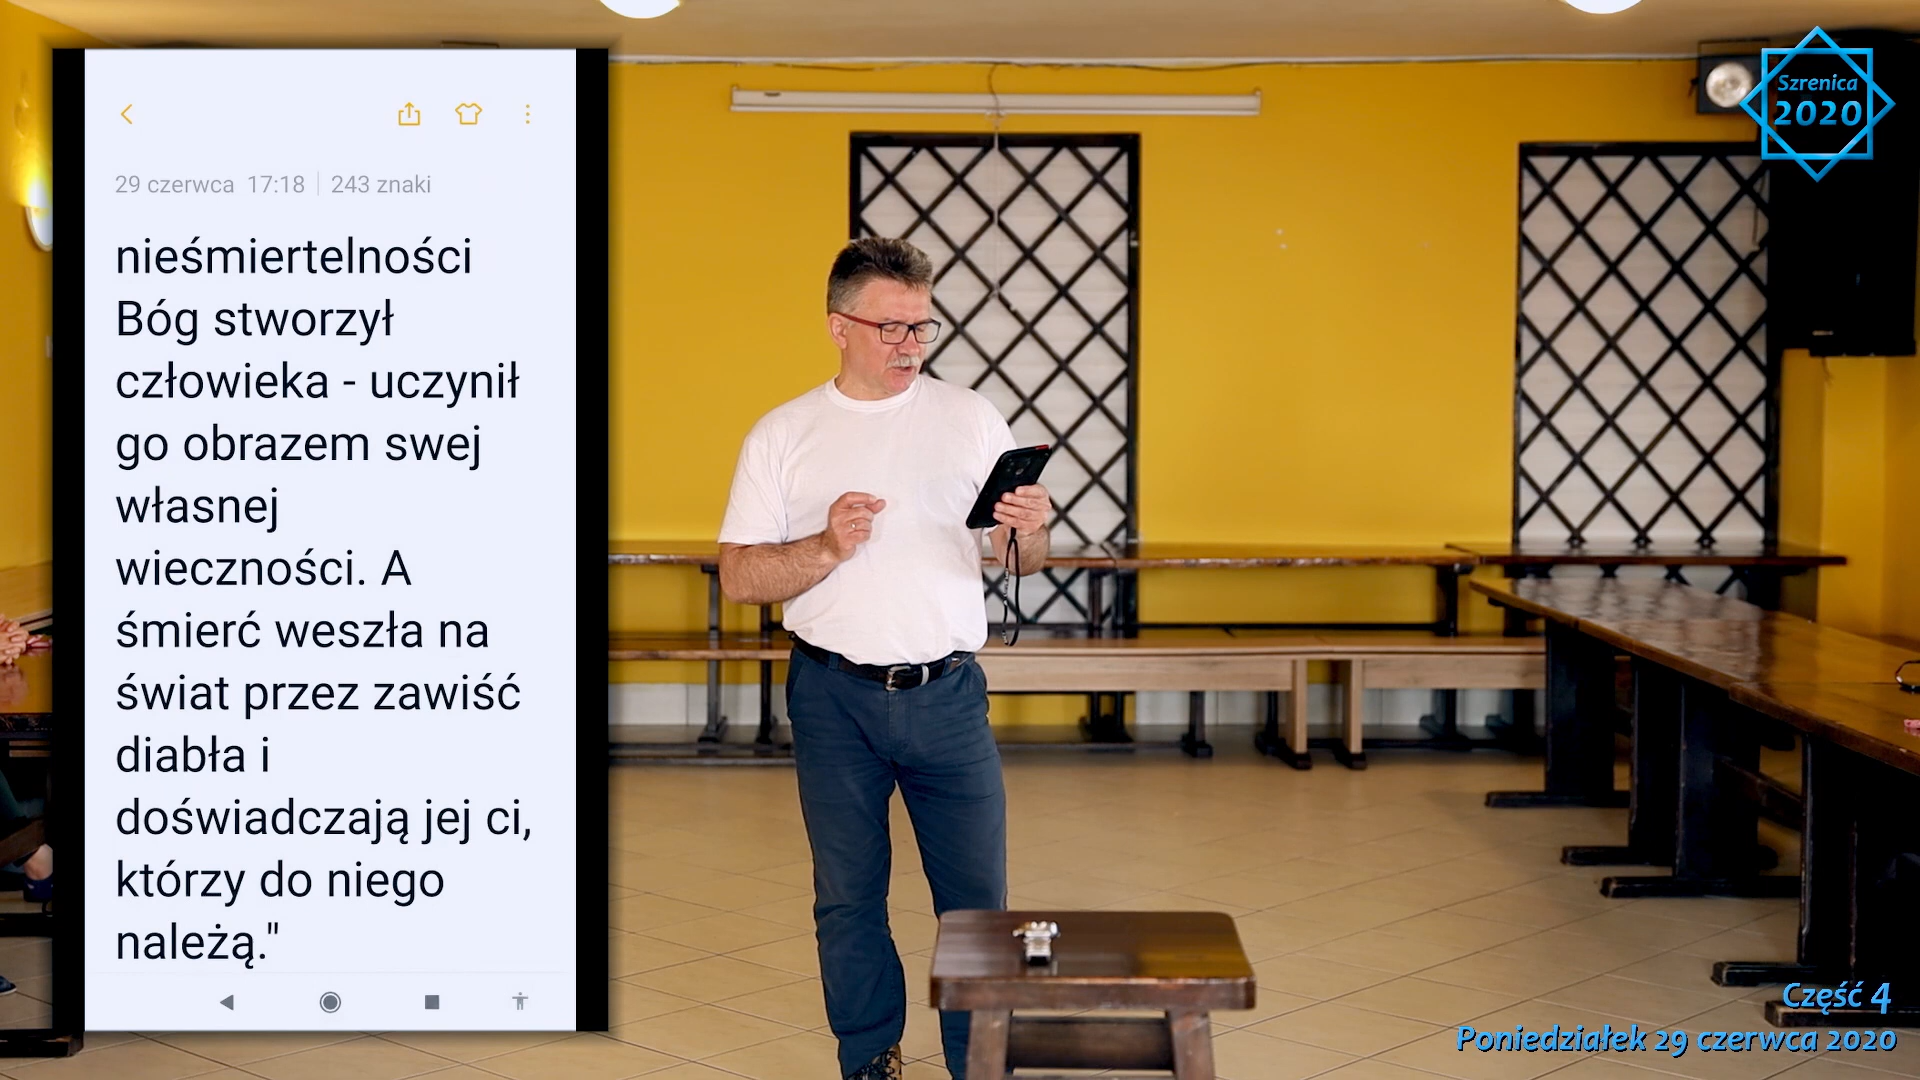 29 czerwca 17:18 | 243 znaki
nieśmiertelności
Bóg stworzył
człowieka - uczynił
go obrazem swej
własnej
wieczności. A
śmierć weszła na
świat przez zawiść
diabła i
doświadczają jej ci,
którzy do niego
należą."
Szrenica
2020
Część 4
Poniedziałek 29 czerwca 2020